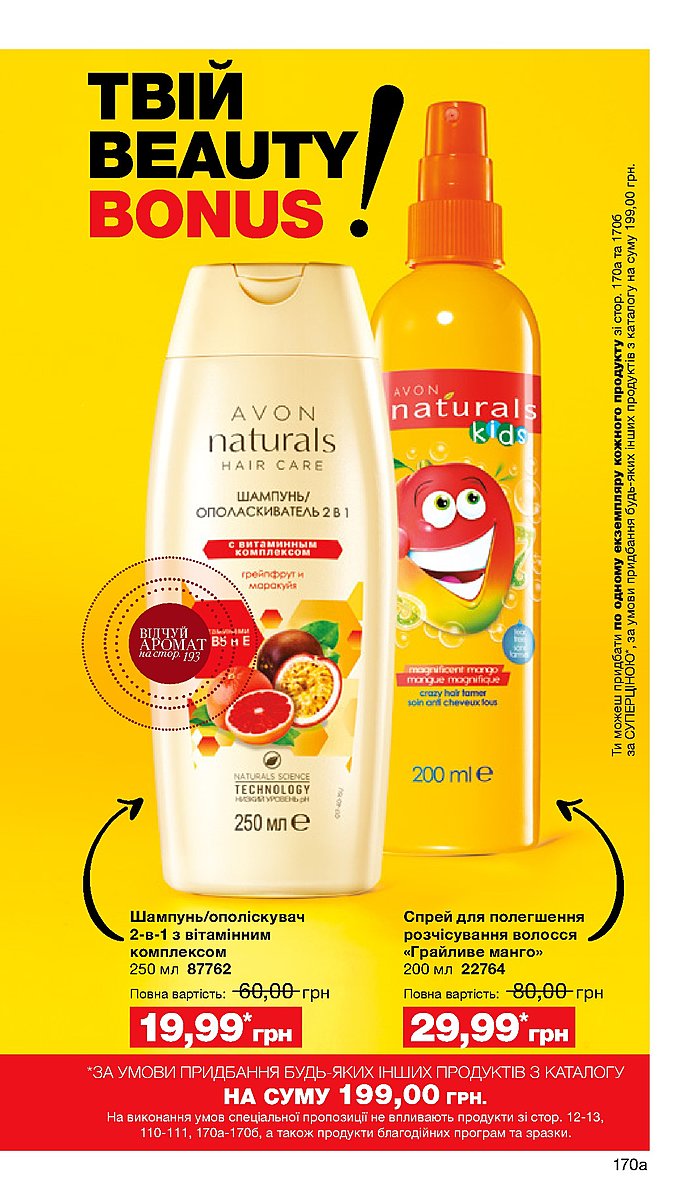 ТВІЙ
BEAUTY
BONUS!
AVON
naturals
HAIR CARE
ШАМПУНЬ/
ОПОЛАСКИВАТЕЛЬ 2 В 1
С ВИТАМИННЫМ
КОМПЛЕКСОМ
грейпфрут и
маракуйя
ВІДЧУЙ
АРОМАТ
на стор. 193
В5 и Е
NATURALS SCIENCE
TECHNOLOGY
НИЗКИЙ УРОВЕНЬ pH
250 МЛ e
AVON
naturals
kids
tear free
sans larmes
magnificent mango
mangue magnifique
crazy hair tamer
soin anti cheveux fous
200 ml e
Ти можеш придбати по одному екземпляру кожного продукту зі стор. 170а та 170б
за СУПЕРЦІНОЮ*, за умови придбання будь-яких інших продуктів з каталогу на суму 199,00 грн.
Шампунь/ополіскувач
2-в-1 з вітамінним
комплексом
250 мл 87762
Повна вартість: 60,00 грн
19,99* грн
Спрей для полегшення
розчісування волосся
«Грайливе манго»
200 мл 22764
Повна вартість: 80,00 грн
29,99* грн
*ЗА УМОВИ ПРИДБАННЯ БУДЬ-ЯКИХ ІНШИХ ПРОДУКТІВ З КАТАЛОГУ
НА СУМУ 199,00 ГРН.
На виконання умов спеціальної пропозиції не впливають продукти зі стор. 12-13,
110-111, 170а-170б, а також продукти благодійних програм та зразки.
170а